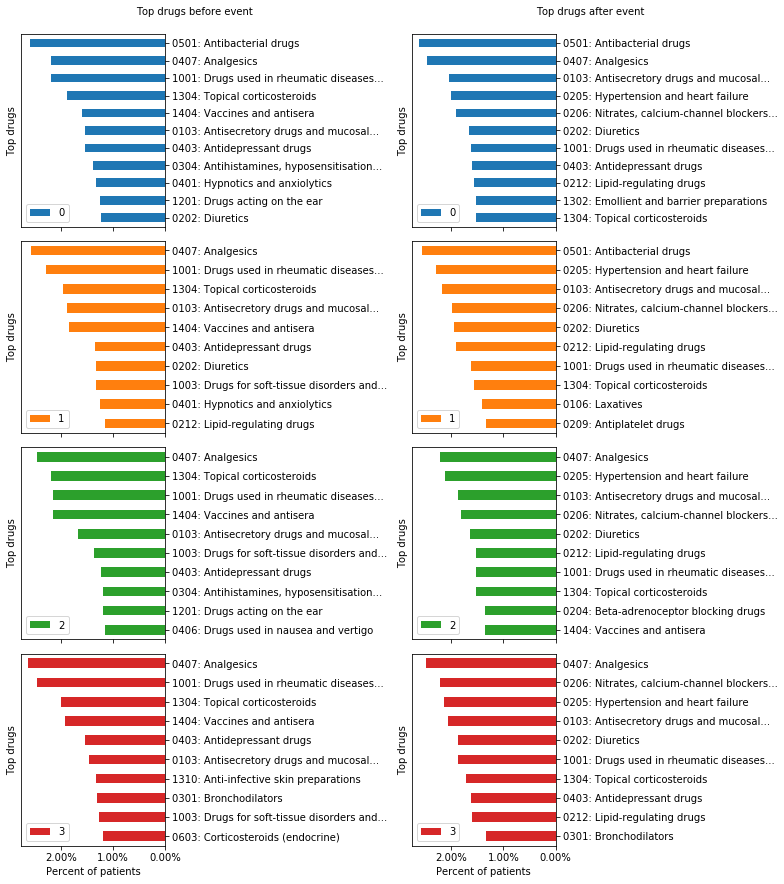 Top drugs before event
Top drugs
0501: Antibacterial drugs
0407: Analgesics
1001: Drugs used in rheumatic diseases...
1304: Topical corticosteroids
1404: Vaccines and antisera
0103: Antisecretory drugs and mucosal...
0403: Antidepressant drugs
0304: Antihistamines, hyposensitisation...
0401: Hypnotics and anxiolytics
1201: Drugs acting on the ear
0202: Diuretics
0
Top drugs
0407: Analgesics
1001: Drugs used in rheumatic diseases...
1304: Topical corticosteroids
0103: Antisecretory drugs and mucosal...
1404: Vaccines and antisera
0403: Antidepressant drugs
0202: Diuretics
1003: Drugs for soft-tissue disorders and...
0401: Hypnotics and anxiolytics
0212: Lipid-regulating drugs
1
Top drugs
0407: Analgesics
1304: Topical corticosteroids
1001: Drugs used in rheumatic diseases...
1404: Vaccines and antisera
0103: Antisecretory drugs and mucosal...
1003: Drugs for soft-tissue disorders and...
0403: Antidepressant drugs
0304: Antihistamines, hyposensitisation...
1201: Drugs acting on the ear
0406: Drugs used in nausea and vertigo
2
Top drugs
0407: Analgesics
1001: Drugs used in rheumatic diseases...
1304: Topical corticosteroids
1404: Vaccines and antisera
0403: Antidepressant drugs
0103: Antisecretory drugs and mucosal...
1310: Anti-infective skin preparations
0301: Bronchodilators
1003: Drugs for soft-tissue disorders and...
0603: Corticosteroids (endocrine)
3
2.00% 1.00% 0.00%
Percent of patients
Top drugs after event
Top drugs
0501: Antibacterial drugs
0407: Analgesics
0103: Antisecretory drugs and mucosal...
0205: Hypertension and heart failure
0206: Nitrates, calcium-channel blockers...
0202: Diuretics
1001: Drugs used in rheumatic diseases...
0403: Antidepressant drugs
0212: Lipid-regulating drugs
1302: Emollient and barrier preparations
1304: Topical corticosteroids
0
Top drugs
0501: Antibacterial drugs
0205: Hypertension and heart failure
0103: Antisecretory drugs and mucosal...
0206: Nitrates, calcium-channel blockers...
0202: Diuretics
0212: Lipid-regulating drugs
1001: Drugs used in rheumatic diseases...
1304: Topical corticosteroids
0106: Laxatives
0209: Antiplatelet drugs
1
Top drugs
0407: Analgesics
0205: Hypertension and heart failure
0103: Antisecretory drugs and mucosal...
0206: Nitrates, calcium-channel blockers...
0202: Diuretics
0212: Lipid-regulating drugs
1001: Drugs used in rheumatic diseases...
1304: Topical corticosteroids
0204: Beta-adrenoceptor blocking drugs
1404: Vaccines and antisera
2
Top drugs
0407: Analgesics
0206: Nitrates, calcium-channel blockers...
0205: Hypertension and heart failure
0103: Antisecretory drugs and mucosal...
0202: Diuretics
1001: Drugs used in rheumatic diseases...
1304: Topical corticosteroids
0403: Antidepressant drugs
0212: Lipid-regulating drugs
0301: Bronchodilators
3
2.00% 1.00% 0.00%
Percent of patients